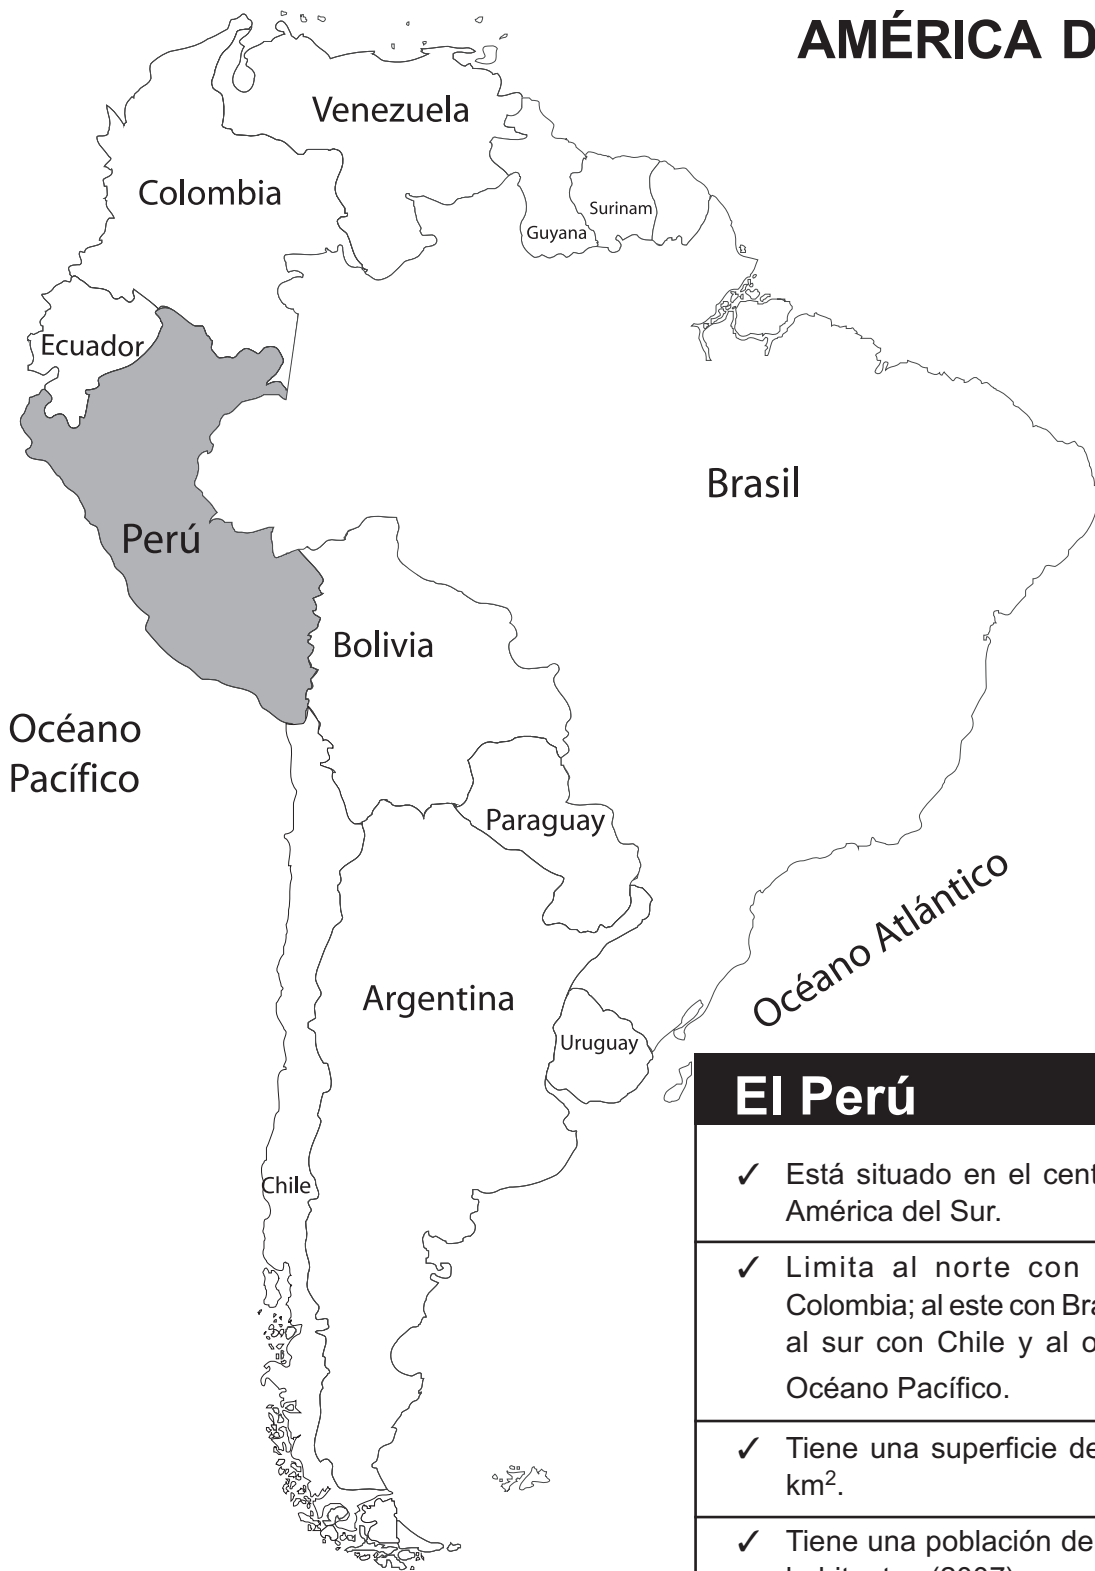 AMÉRICA D
Venezuela
Colombia
Surinam
Guyana
Ecuador
Brasil
Perú
Bolivia
Océano
Pacífico
Paraguay
Océano Atlántico
Argentina
Uruguay
Chile
El Perú
✓ Está situado en el cent
América del Sur.
✓ Limita al norte con
Colombia; al este con Bra
al sur con Chile y al o
Océano Pacífico.
✓ Tiene una superficie de
km².
✓ Tiene una población de